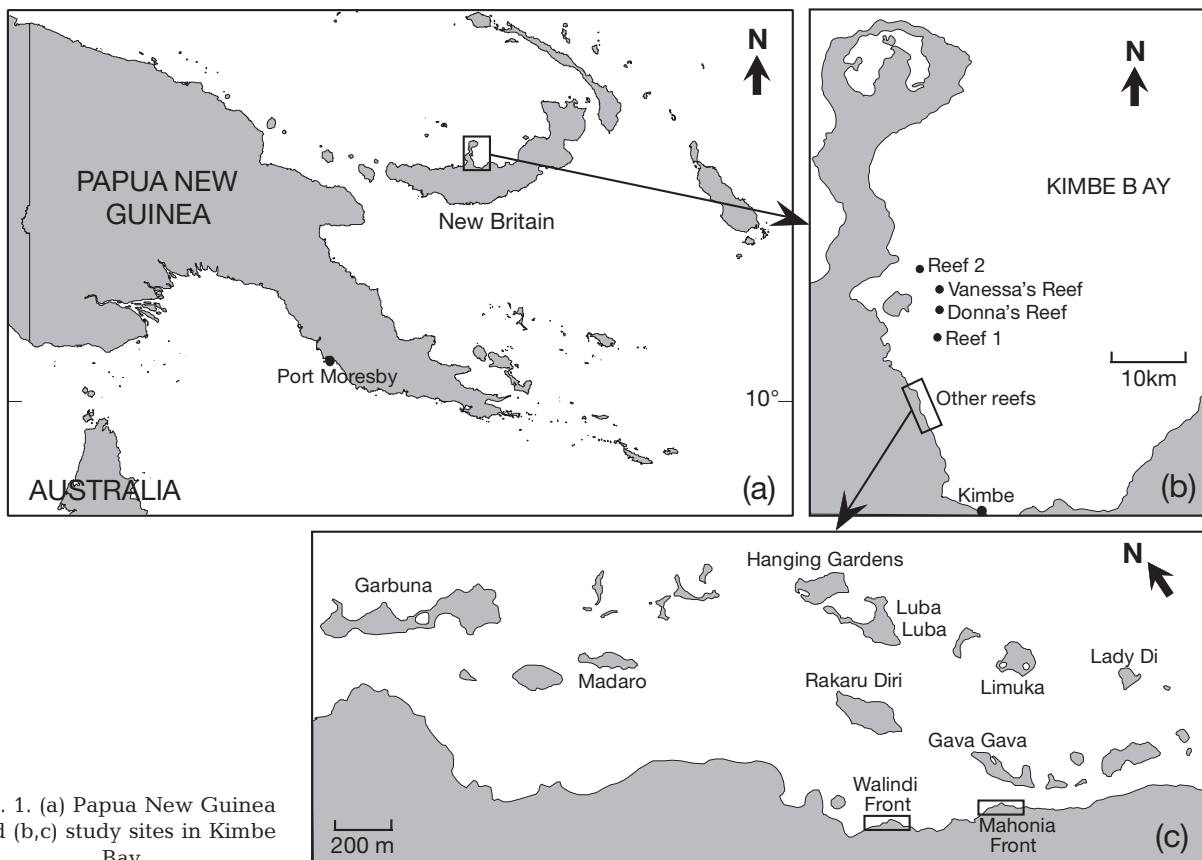 N
PAPUA NEW
GUINEA
New Britain
Port Moresby
10°
AUSTRALIA
(a)
N
KIMBE B AY
Reef 2
Vanessa's Reef
Donna's Reef
Reef 1
10km
Other reefs
Kimbe
(b)
N
Hanging Gardens
Garbuna
Luba
Luba
Lady Di
Madaro
Rakaru Diri
Limuka
Gava Gava
Walindi
Front
Mahonia
Front
200 m
(c)
. 1. (a) Papua New Guinea
d (b,c) study sites in Kimbe
Bay